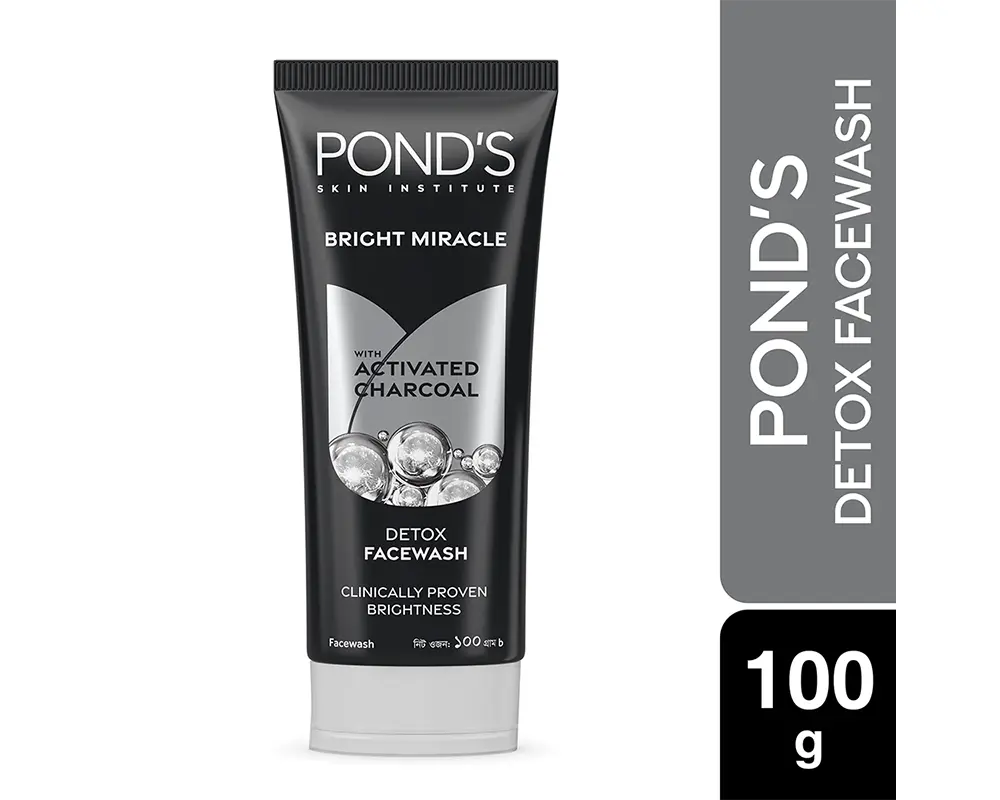 POND'S
SKIN INSTITUTE
BRIGHT MIRACLE
WITH
ACTIVATED
CHARCOAL
DETOX
FACEWASH
CLINICALLY PROVEN
BRIGHTNESS
Facewash নিট ওজন: ১০০ গ্রাম b
POND'S
DETOX FACEWASH
100
g